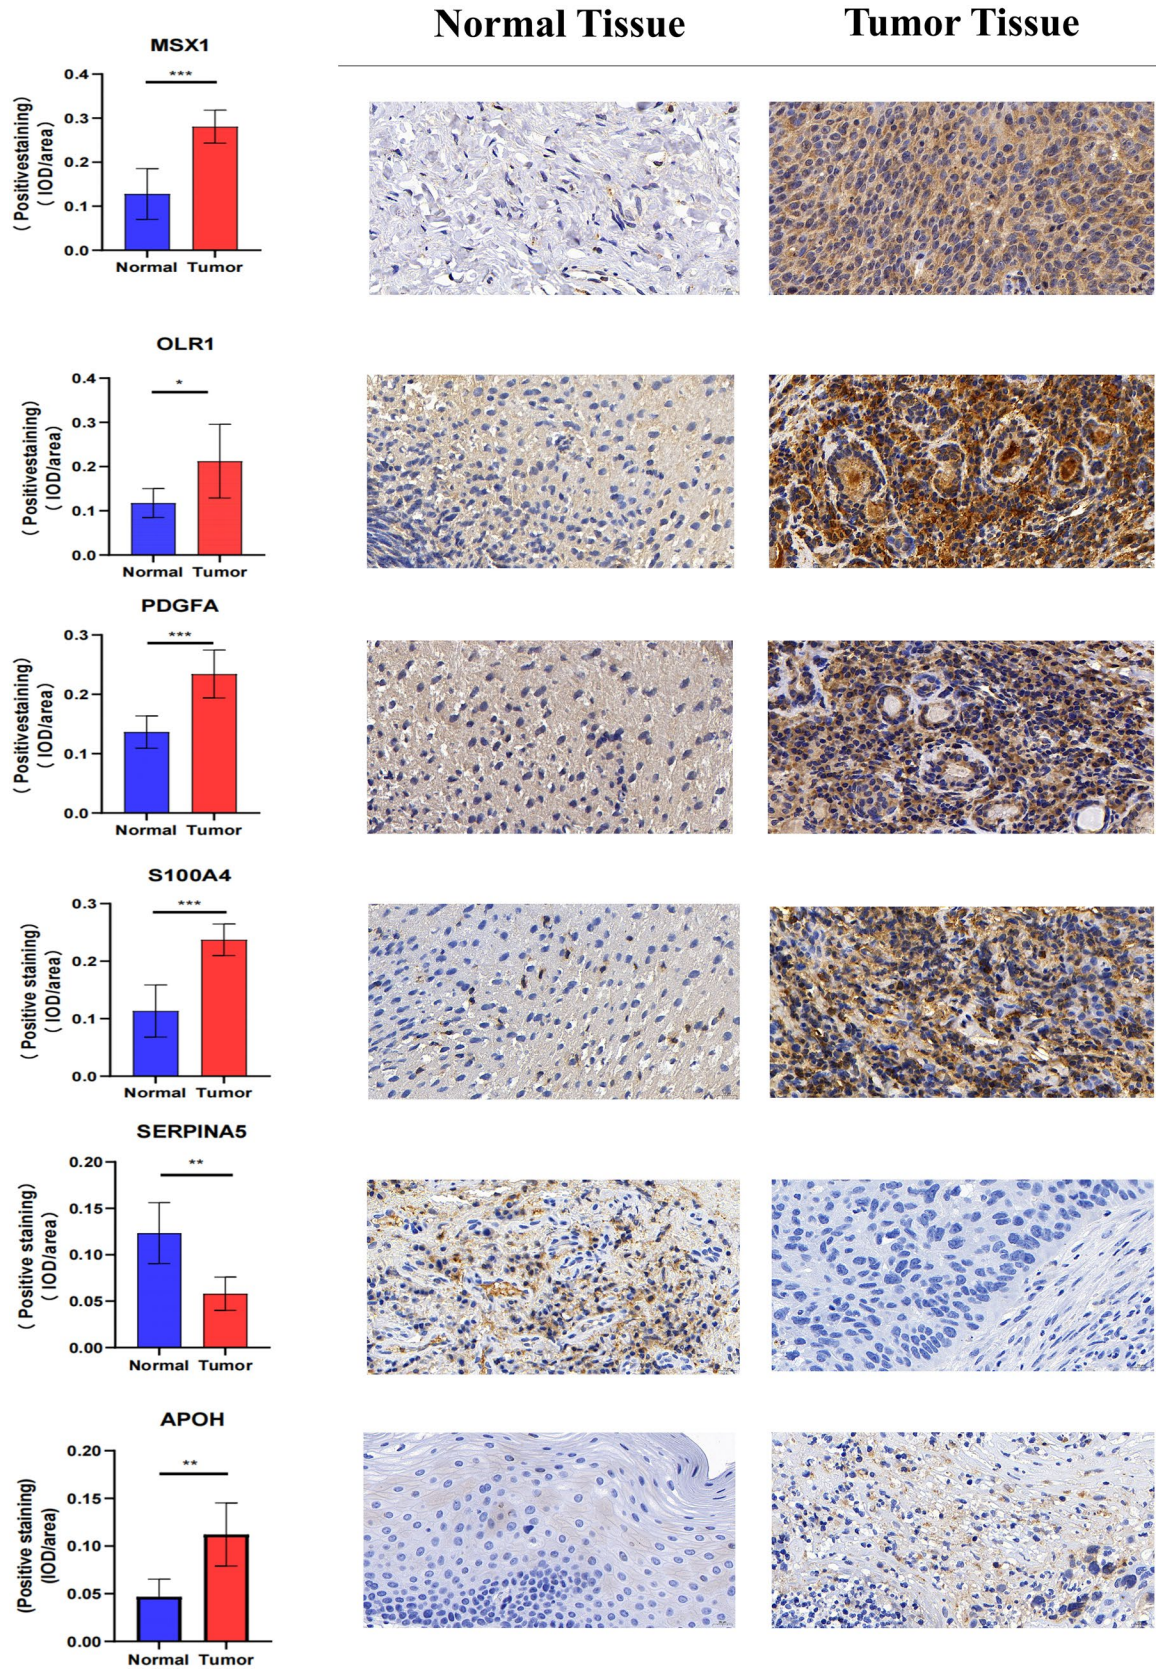 Normal Tissue Tumor Tissue
MSX1
( Positivestaining)
( IOD/area)
0.4
0.3
0.2
0.1
0.0
***
Normal Tumor
OLR1
( Positivestaining)
( IOD/area)
0.4
0.3
0.2
0.1
0.0
*
Normal Tumor
PDGFA
( Positivestaining)
( IOD/area)
0.3
0.2
0.1
0.0
***
Normal Tumor
S100A4
( Positive staining)
( IOD/area)
0.3
0.2
0.1
0.0
***
Normal Tumor
SERPINA5
( Positive staining)
( IOD/area)
0.20
0.15
0.10
0.05
0.00
**
Normal Tumor
APOH
(Positive staining)
(IOD/area)
0.20
0.15
0.10
0.05
0.00
**
Normal Tumor